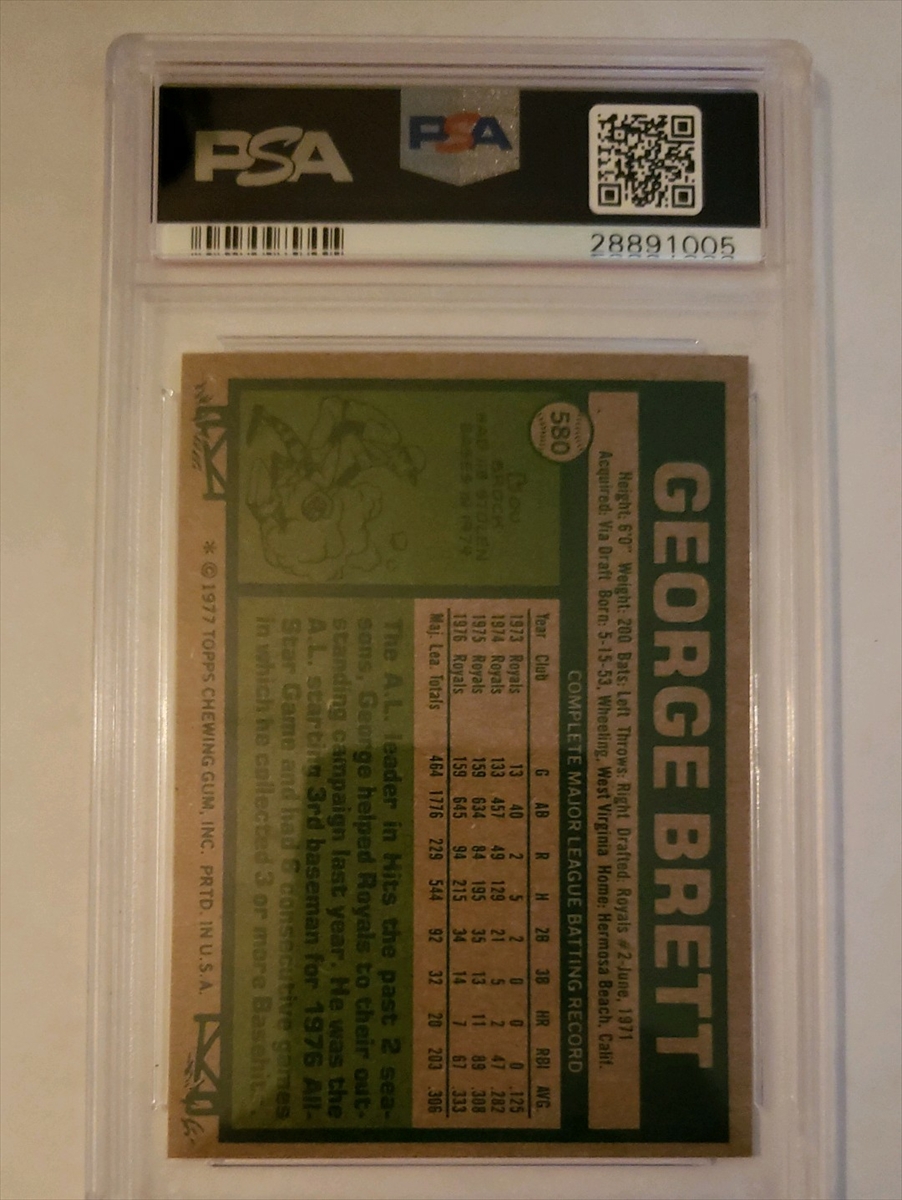 PSA
PSA
28891005
580
GEORGE BRETT
Height: 6'0" Weight: 200 Bats: Left Throws: Right Drafted: Royals #2-June, 1971
Acquired: Via Draft Born: 5-15-53, Wheeling, West Virginia Home: Hermosa Beach, Calif.
COMPLETE MAJOR LEAGUE BATTING RECORD
Year Club G AB R H 2B 3B HR RBI AVG.
1973 Royals 13 40 2 5 2 0 0 0 .125
1974 Royals 133 457 49 129 21 5 2 47 .282
1975 Royals 159 634 84 195 35 13 11 89 .308
1976 Royals 159 645 94 215 34 14 7 67 .333
Maj. Lea. Totals 464 1776 229 544 92 32 20 203 .306
LOU
BROCK
HAD 118 STOLEN
BASES IN 1974
The A.L. leader in Hits the past 2 sea-
sons, George helped Royals to their out-
standing campaign last year. He was the
A.L. starting 3rd baseman for 1976 All-
Star Game and had 6 consecutive games
in which he collected 3 or more Basehits.
* © 1977 TOPPS CHEWING GUM, INC. PRTD. IN U.S.A.